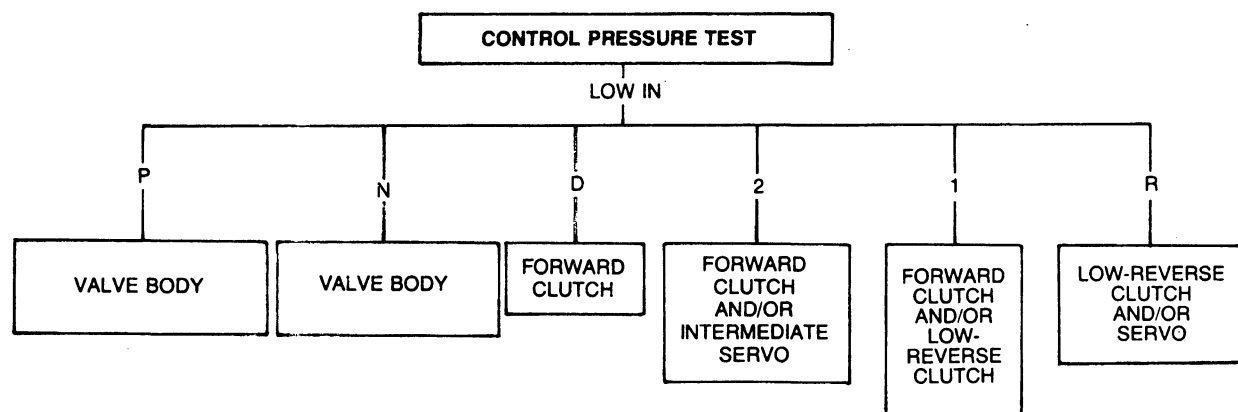 CONTROL PRESSURE TEST
LOW IN
P
N
D
2
1
R
VALVE BODY
VALVE BODY
FORWARD
CLUTCH
FORWARD
CLUTCH
AND/OR
INTERMEDIATE
SERVO
FORWARD
CLUTCH
AND/OR
LOW-
REVERSE
CLUTCH
LOW-REVERSE
CLUTCH
AND/OR
SERVO